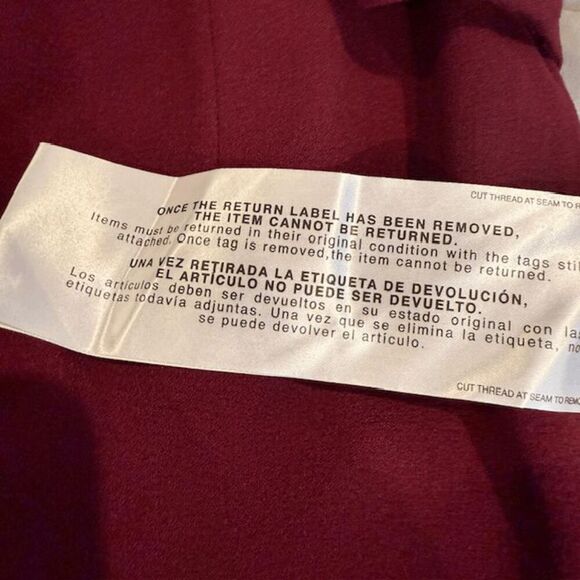 CUT THREAD AT SEAM TO
ONCE THE RETURN LABEL HAS BEEN REMOVED,
THE ITEM CANNOT BE RETURNED.
Items must be returned in their original condition with the tags still
attached. Once tag is removed,the item cannot be returned.
UNA VEZ RETIRADA LA ETIQUETA DE DEVOLUCIÓN,
EL ARTÍCULO NO PUEDE SER DEVUELTO.
Los artículos deben ser devueltos en su estado original con las
etiquetas todavía adjuntas. Una vez que se elimina la etiqueta, no
se puede devolver el artículo.
CUT THREAD AT SEAM TO